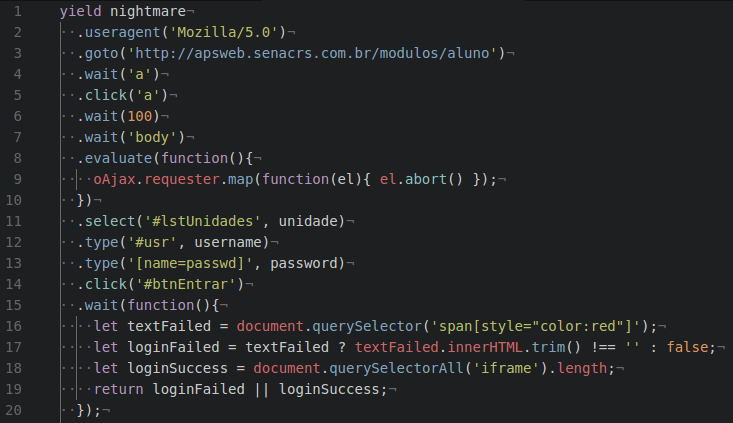 1 yield nightmare¬
2 ··.useragent('Mozilla/5.0')¬
3 ··.goto('http://apsweb.senacrs.com.br/modulos/aluno')¬
4 ··.wait('a')¬
5 ··.click('a')¬
6 ··.wait(100)¬
7 ··.wait('body')¬
8 ··.evaluate(function(){¬
9 ····oAjax.requester.map(function(el){ el.abort() });¬
10 ··})¬
11 ··.select('#lstUnidades', unidade)¬
12 ··.type('#usr', username)¬
13 ··.type('[name=passwd]', password)¬
14 ··.click('#btnEntrar')¬
15 ··.wait(function(){¬
16 ····let textFailed = document.querySelector('span[style="color:red"]');¬
17 ····let loginFailed = textFailed ? textFailed.innerHTML.trim() !== '' : false;¬
18 ····let loginSuccess = document.querySelectorAll('iframe').length;¬
19 ····return loginFailed || loginSuccess;¬
20 ··});¬